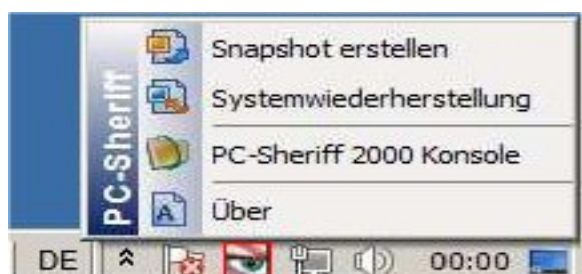 PC-Sheriff
Snapshot erstellen
Systemwiederherstellung
PC-Sheriff 2000 Konsole
Über
DE
00:00